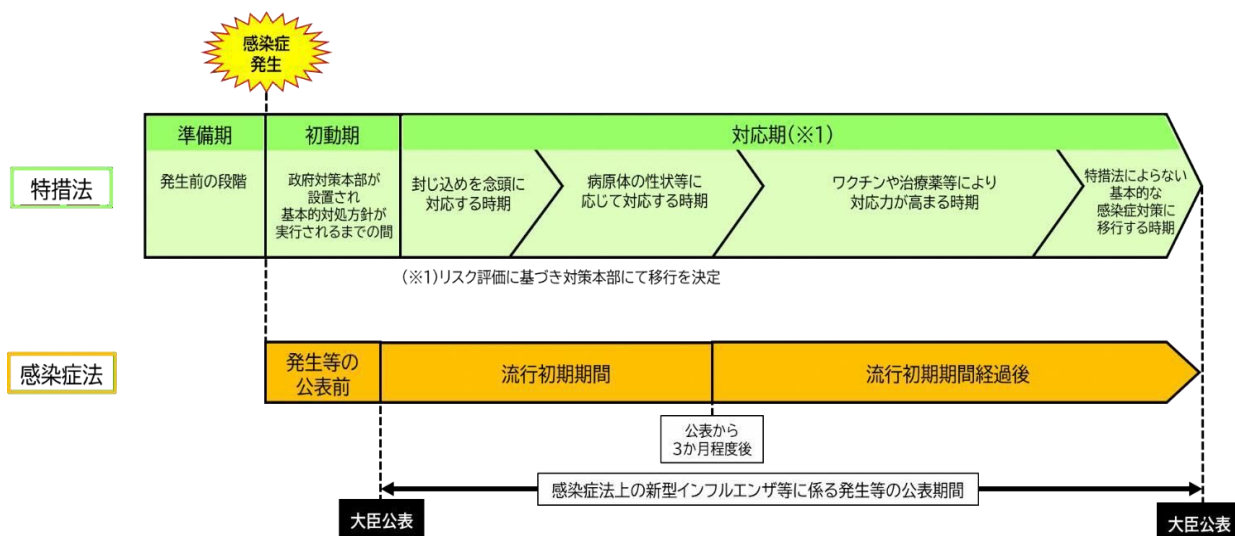 感染症
発生
特措法
準備期
初動期
対応期(※1)
発生前の段階
政府対策本部が
設置され
基本的対処方針が
実行されるまでの間
封じ込めを念頭に
対応する時期
病原体の性状等に
応じて対応する時期
ワクチンや治療薬等により
対応力が高まる時期
特措法によらない
基本的な
感染症対策に
移行する時期
(※1)リスク評価に基づき対策本部にて移行を決定
感染症法
発生等の
公表前
流行初期期間
流行初期期間経過後
公表から
3か月程度後
感染症法上の新型インフルエンザ等に係る発生等の公表期間
大臣公表
大臣公表